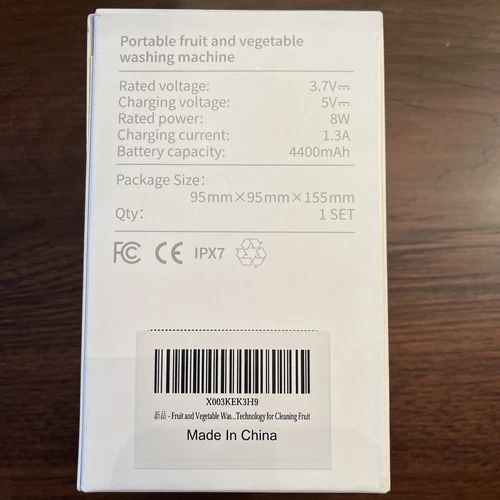 Portable fruit and vegetable
washing machine
Rated voltage: 3.7V⎓
Charging voltage: 5V⎓
Rated power: 8W
Charging current: 1.3A
Battery capacity: 4400mAh
Package Size:
95mm×95mm×155mm
Qty: 1 SET
FC CE IPX7
X003KEK3H9
新品 - Fruit and Vegetable Was...Technology for Cleaning Fruit
Made In China